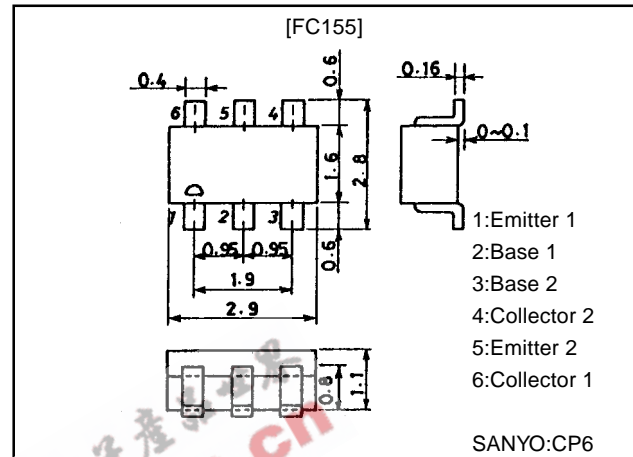 [FC155]
0.4
0.6
0.16
6 5 4
0~0.1
1.6
2.8
1 2 3
0.6
0.95 0.95
1.9
2.9
1:Emitter 1
2:Base 1
3:Base 2
4:Collector 2
5:Emitter 2
6:Collector 1
0.8
1.1
.cn
SANYO:CP6